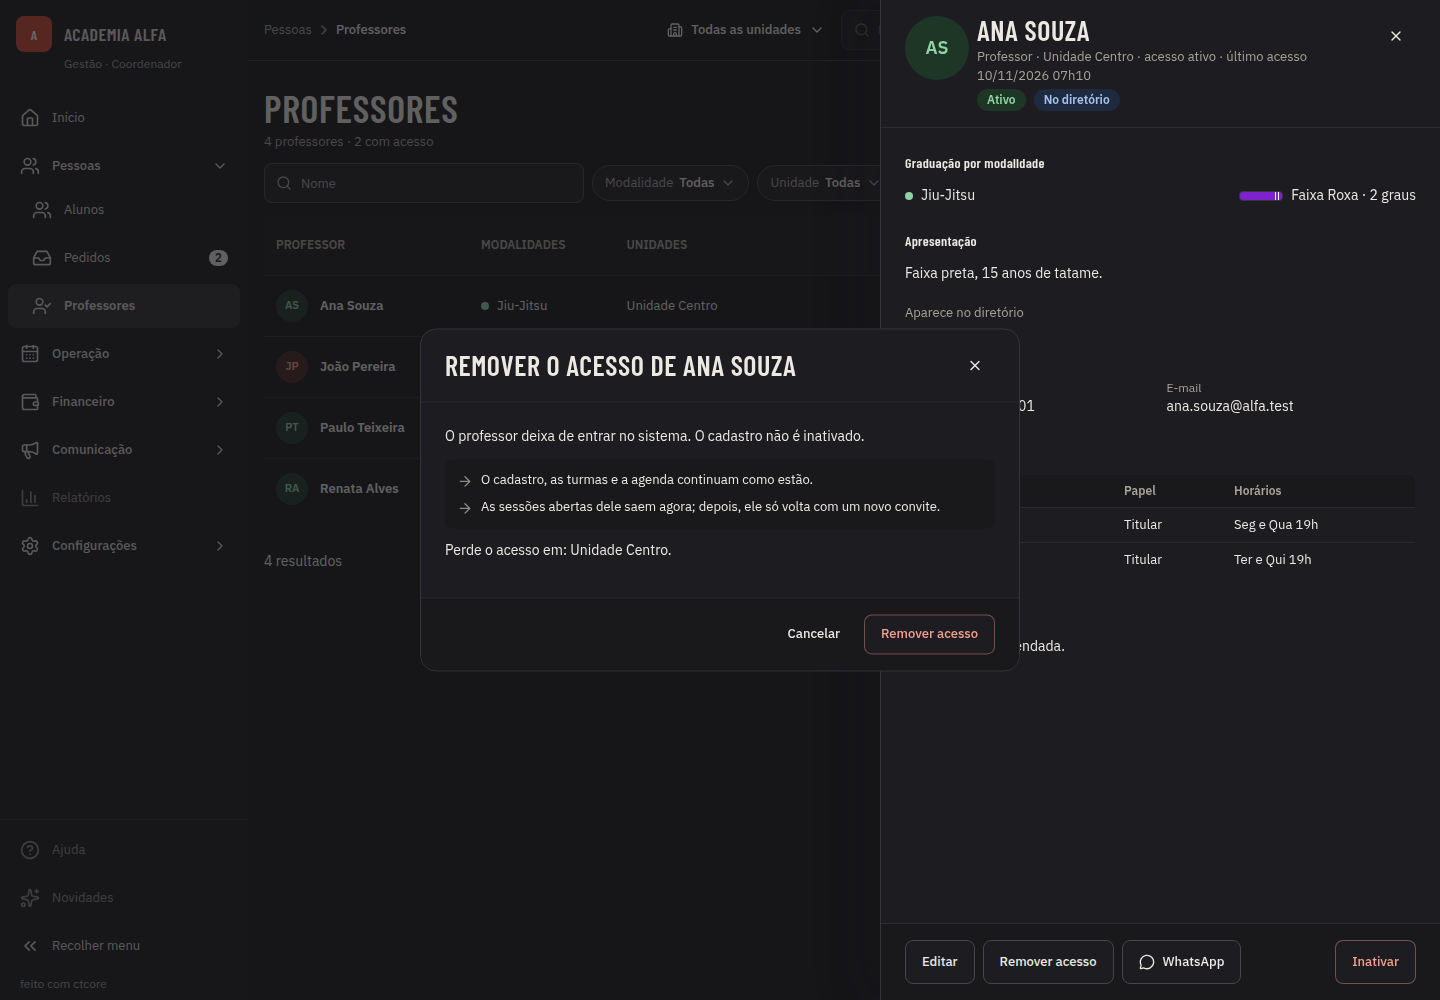 A
ACADEMIA ALFA
Gestão · Coordenador
Início
Pessoas
Alunos
Pedidos
2
Professores
Operação
Financeiro
Comunicação
Relatórios
Configurações
Ajuda
Novidades
Recolher menu
feito com ctcore
Pessoas
Professores
Todas as unidades
PROFESSORES
4 professores · 2 com acesso
Nome
Modalidade Todas
Unidade Todas
PROFESSOR
MODALIDADES
UNIDADES
AS
Ana Souza
Jiu-Jitsu
Unidade Centro
JP
João Pereira
PT
Paulo Teixeira
RA
Renata Alves
4 resultados
REMOVER O ACESSO DE ANA SOUZA
O professor deixa de entrar no sistema. O cadastro não é inativado.
O cadastro, as turmas e a agenda continuam como estão.
As sessões abertas dele saem agora; depois, ele só volta com um novo convite.
Perde o acesso em: Unidade Centro.
Cancelar
Remover acesso
AS
ANA SOUZA
Professor · Unidade Centro · acesso ativo · último acesso
10/11/2026 07h10
Ativo
No diretório
Graduação por modalidade
Jiu-Jitsu
Faixa Roxa · 2 graus
Apresentação
Faixa preta, 15 anos de tatame.
Aparece no diretório
01
E-mail
ana.souza@alfa.test
Papel
Horários
Titular
Seg e Qua 19h
Titular
Ter e Qui 19h
endada.
Editar
Remover acesso
WhatsApp
Inativar